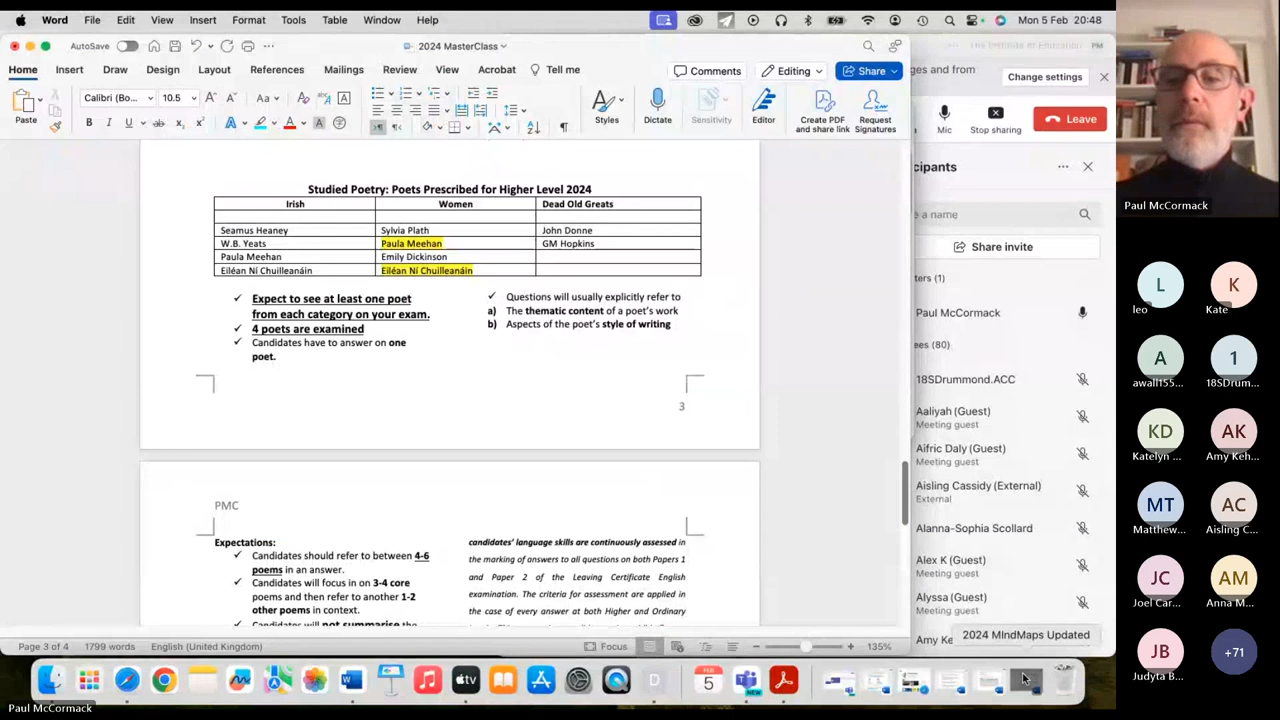 Word File Edit View Insert Format Tools Table Window Help Mon 5 Feb 20:48
AutoSave 2024 MasterClass
PM
Home Insert Draw Design Layout References Mailings Review View Acrobat Tell me Comments Editing Share
ges and from Change settings
Calibri (Bo... 10.5
Paste Styles Dictate Sensitivity Editor Create PDF and share link Request Signatures
Mic Stop sharing Leave
cipants
e a name
Share invite
ters (1)
Paul McCormack
ees (80)
18SDrummond.ACC
Aaliyah (Guest)
Meeting guest
Aifric Daly (Guest)
Meeting guest
Aisling Cassidy (External)
External
Alanna-Sophia Scollard
Alex K (Guest)
Meeting guest
Alyssa (Guest)
Meeting guest
Amy Ke
2024 MIndMaps Updated
Studied Poetry: Poets Prescribed for Higher Level 2024
Irish Women Dead Old Greats
Seamus Heaney Sylvia Plath John Donne
W.B. Yeats Paula Meehan GM Hopkins
Paula Meehan Emily Dickinson
Eiléan Ní Chuilleanáin Eiléan Ní Chuilleanáin
✓ Expect to see at least one poet
from each category on your exam.
✓ 4 poets are examined
✓ Candidates have to answer on one
poet.
✓ Questions will usually explicitly refer to
a) The thematic content of a poet's work
b) Aspects of the poet's style of writing
3
PMC
Expectations:
✓ Candidates should refer to between 4-6
poems in an answer.
✓ Candidates will focus in on 3-4 core
poems and then refer to another 1-2
other poems in context.
✓ Candidates will not summarise the
candidates' language skills are continuously assessed in
the marking of answers to all questions on both Papers 1
and Paper 2 of the Leaving Certificate English
examination. The criteria for assessment are applied in
the case of every answer at both Higher and Ordinary
Page 3 of 4 1799 words English (United Kingdom) Focus 135%
FEB
5
NEW
Paul McCormack
Paul McCormack
L
leo
K
Kate
A
awall155...
1
18SDrum...
KD
Katelyn ...
AK
Amy Keh...
MT
Matthew...
AC
Aisling C...
JC
Joel Car...
AM
Anna M...
JB
Judyta B...
+71